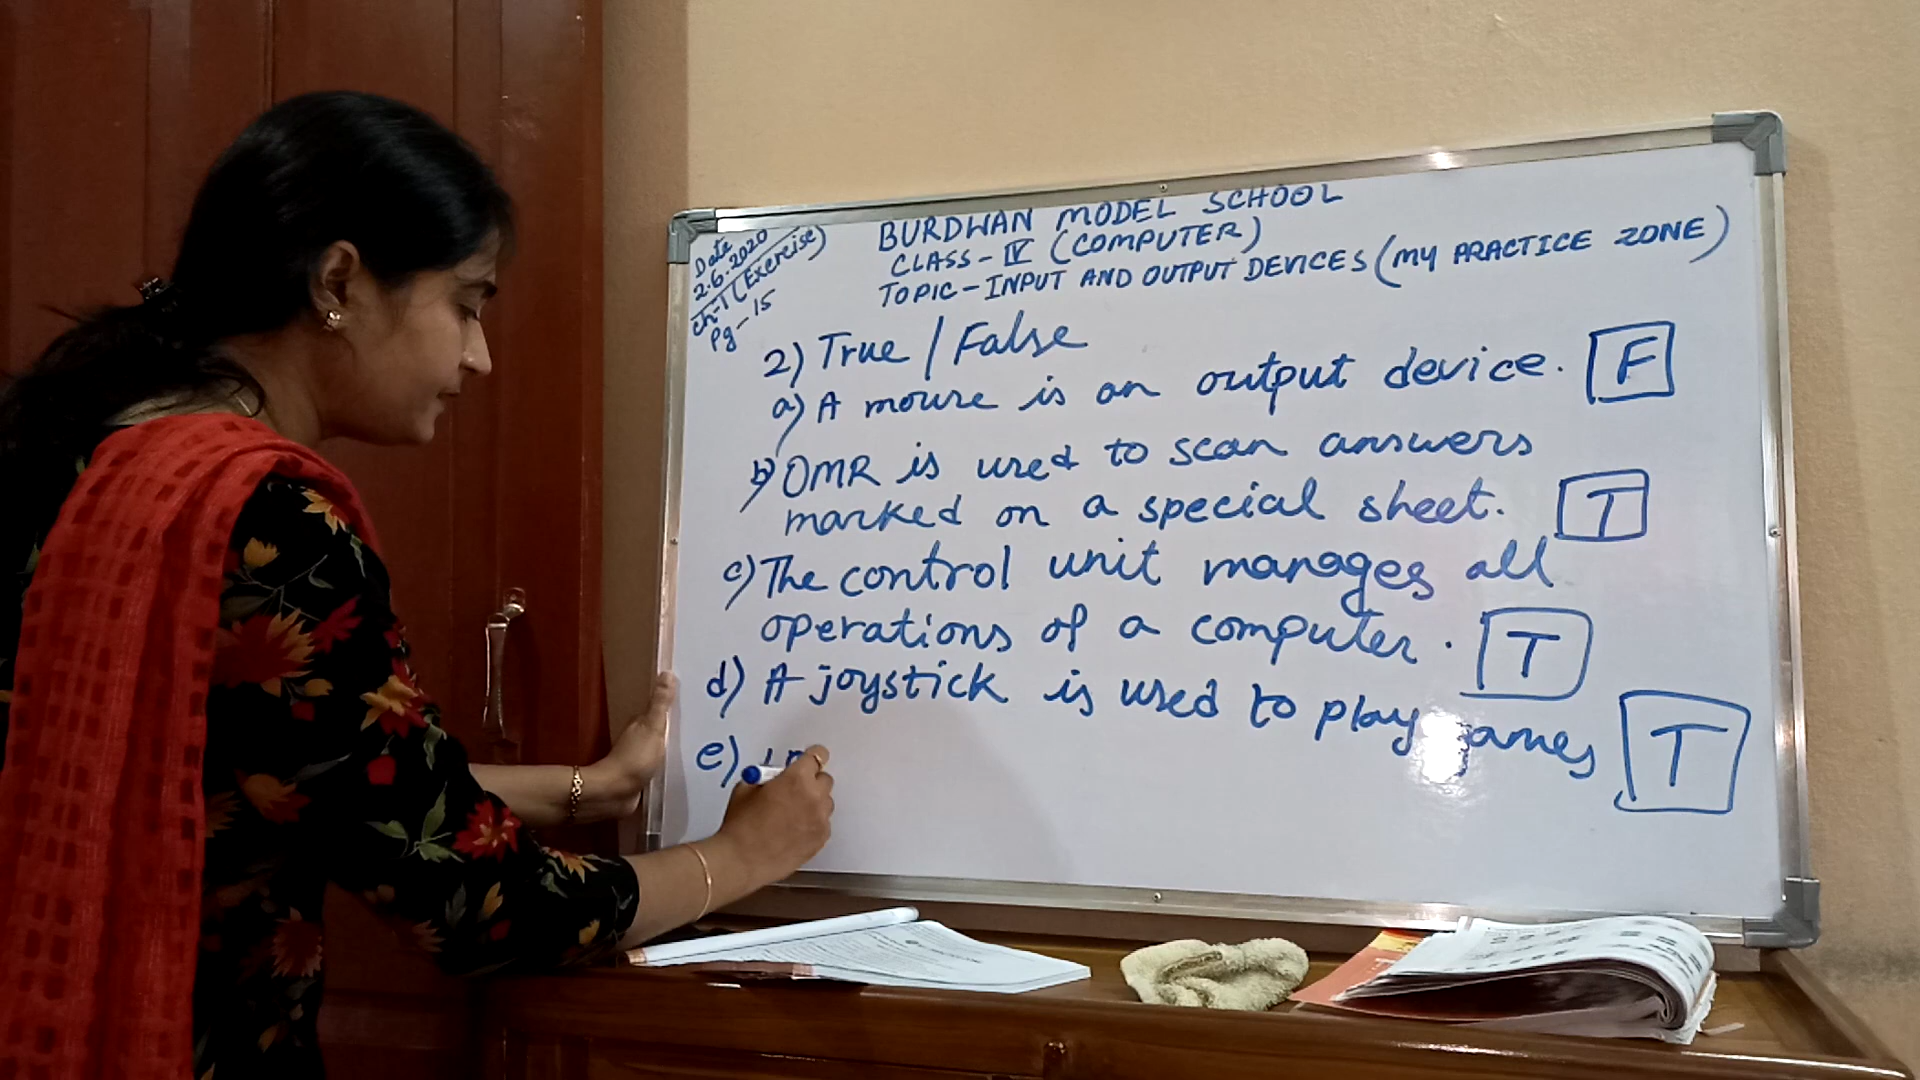 Date
2.6.2020
Ch-1 (Exercise)
Pg-15
BURDWAN MODEL SCHOOL
CLASS-IV (COMPUTER)
TOPIC-INPUT AND OUTPUT DEVICES (MY PRACTICE ZONE)
2) True / False
a) A mouse is an output device. F
b) OMR is used to scan answers
marked on a special sheet. T
c) The control unit manages all
operations of a computer. T
d) A joystick is used to play games T
e)